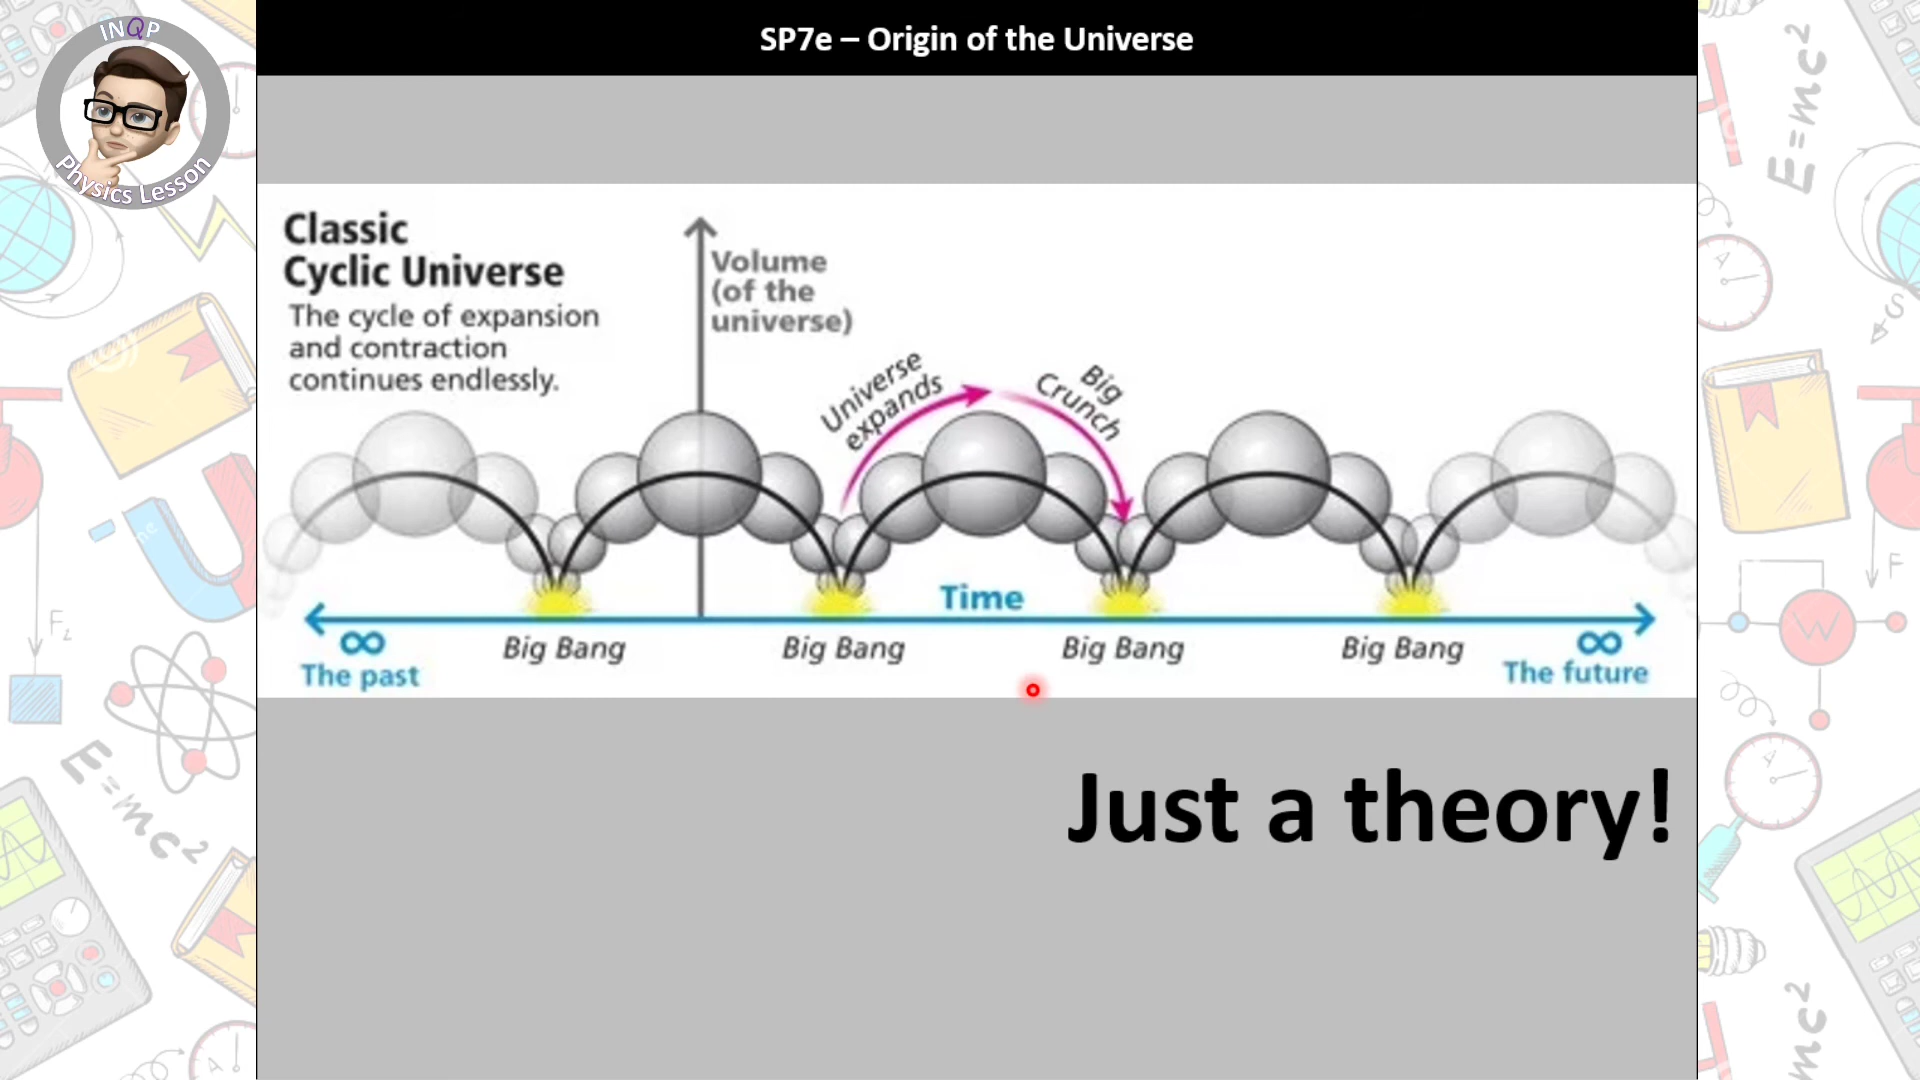 INQP
Physics Lesson
SP7e – Origin of the Universe
Classic
Cyclic Universe
The cycle of expansion
and contraction
continues endlessly.
Volume
(of the
universe)
Universe
expands
Big
Crunch
Time
∞
The past
Big Bang
Big Bang
Big Bang
Big Bang
∞
The future
Just a theory!
E=mc²
E=mc²
mc²
F
W
A
A
A
S